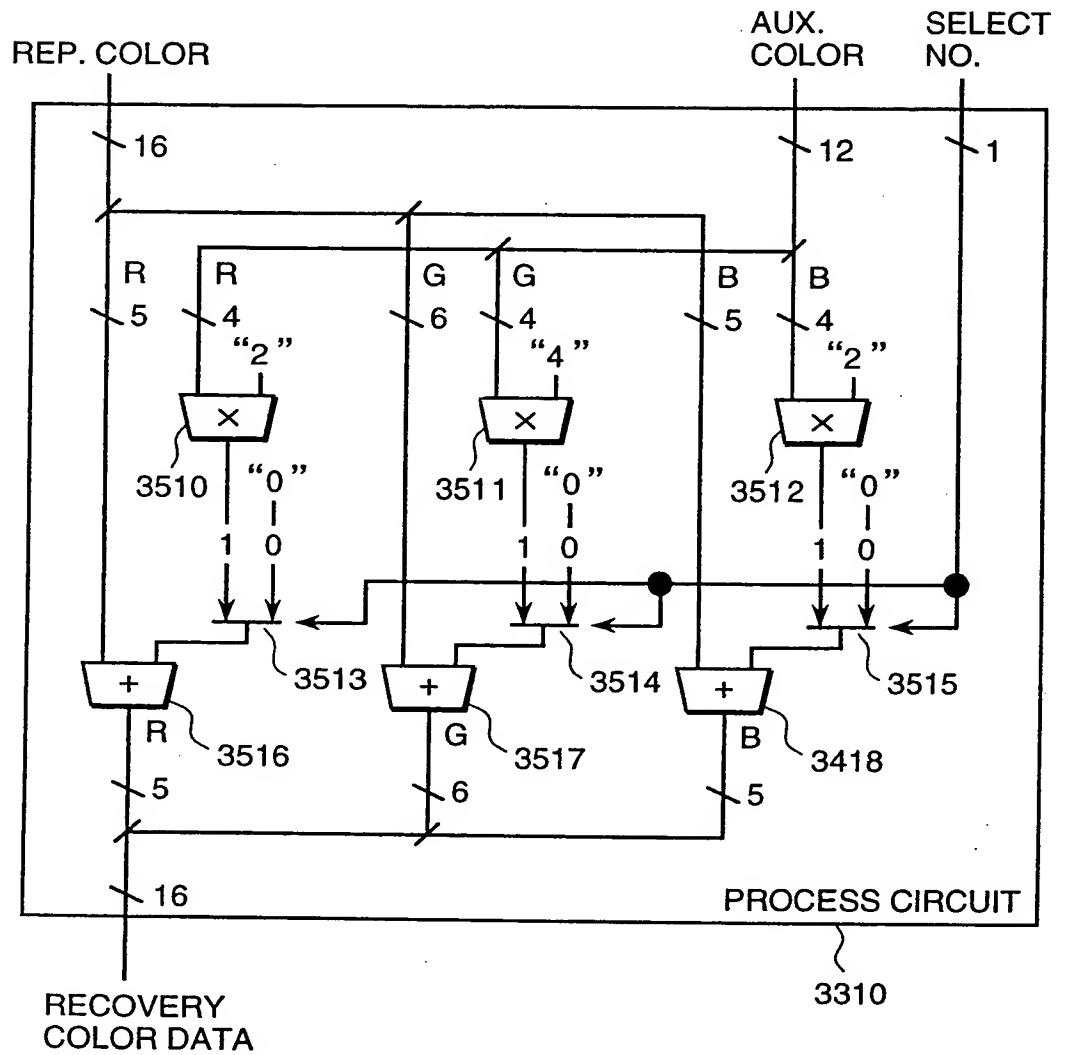 REP. COLOR
AUX.
COLOR
SELECT
NO.
16
12
1
R
R
G
G
B
B
5
4
6
4
5
4
"2"
"4"
"2"
×
×
×
3510
"0"
3511
"0"
3512
"0"
1
0
1
0
1
0
3513
3514
3515
+
+
+
R
3516
G
3517
B
3418
5
6
5
16
PROCESS CIRCUIT
3310
RECOVERY
COLOR DATA